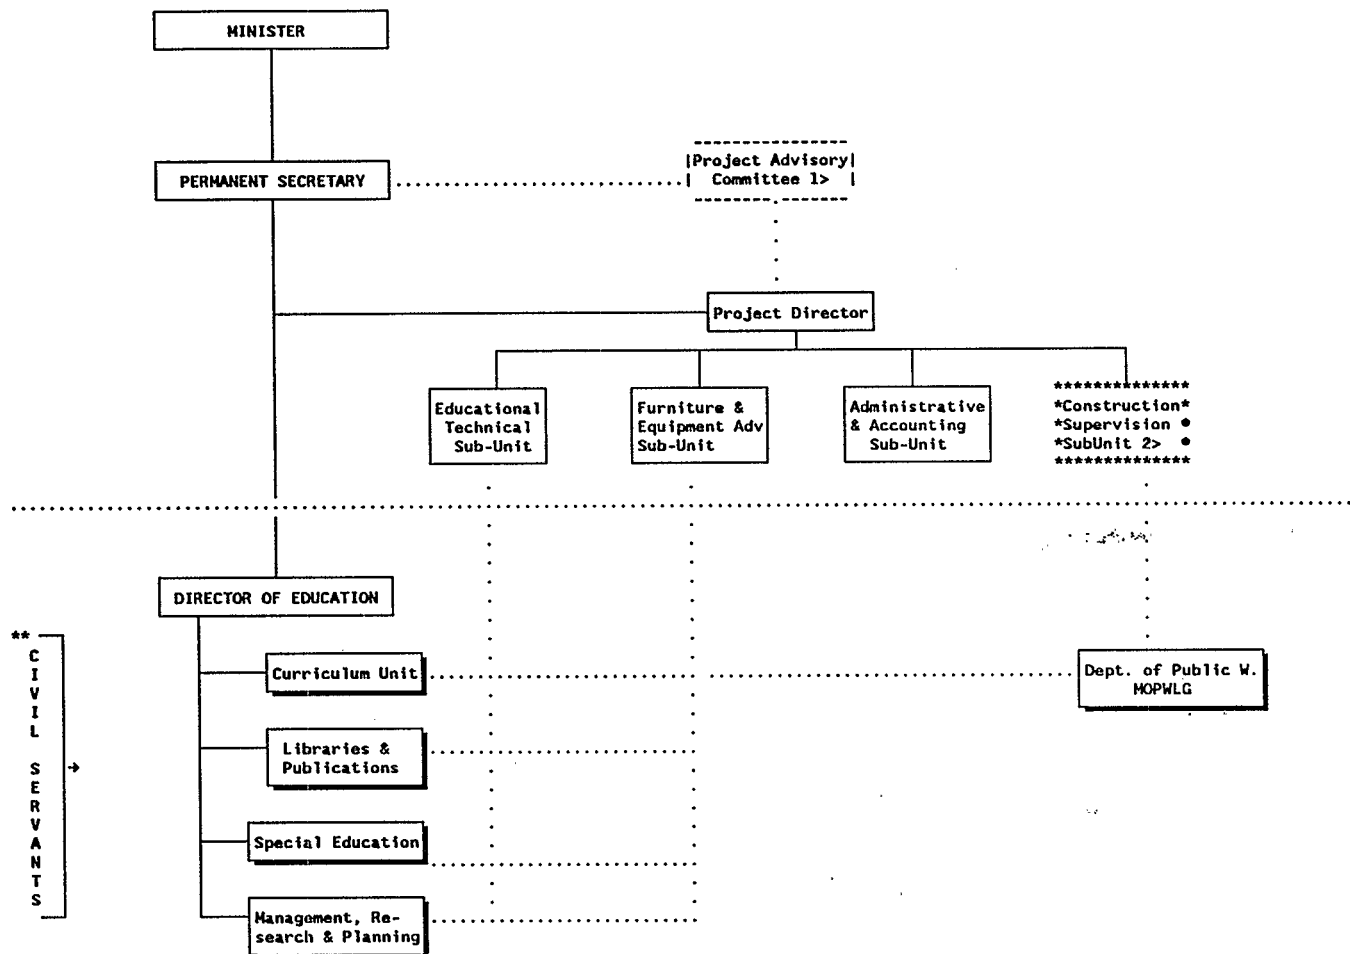 MINISTER
PERMANENT SECRETARY
Project Advisory
Committee 1>
Project Director
Educational
Technical
Sub-Unit
Furniture &
Equipment Adv
Sub-Unit
Administrative
& Accounting
Sub-Unit
**************
*Construction*
*Supervision *
*SubUnit 2> *
**************
DIRECTOR OF EDUCATION
**
CIVIL SERVANTS
Curriculum Unit
Dept. of Public W.
MOPWLG
Libraries &
Publications
Special Education
Management, Re-
search & Planning